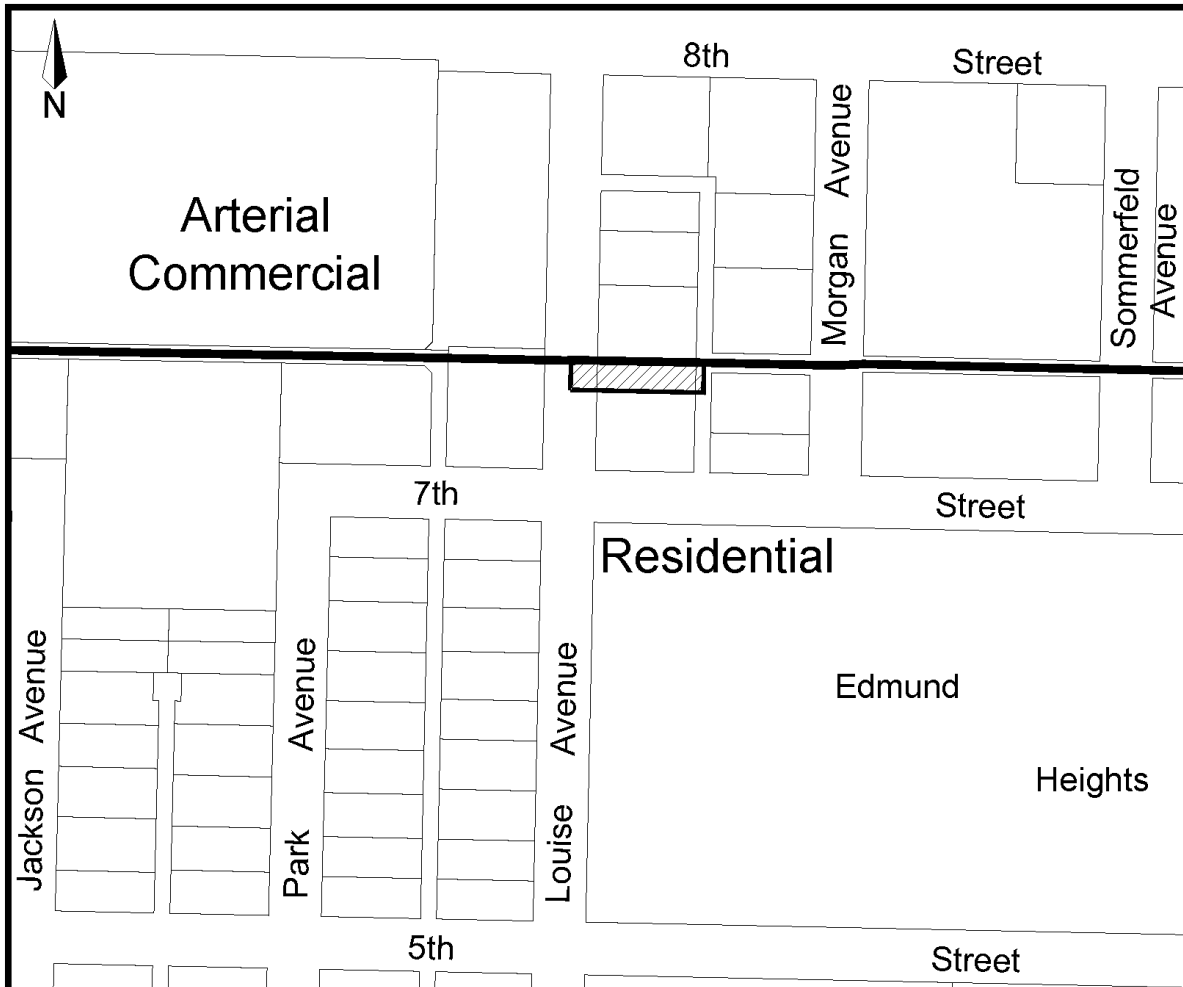 8th
Street
N
Arterial
Commercial
Morgan Avenue
Sommerfeld
Avenue
7th
Street
Residential
Jackson Avenue
Park Avenue
Louise Avenue
Edmund
Heights
5th
Street